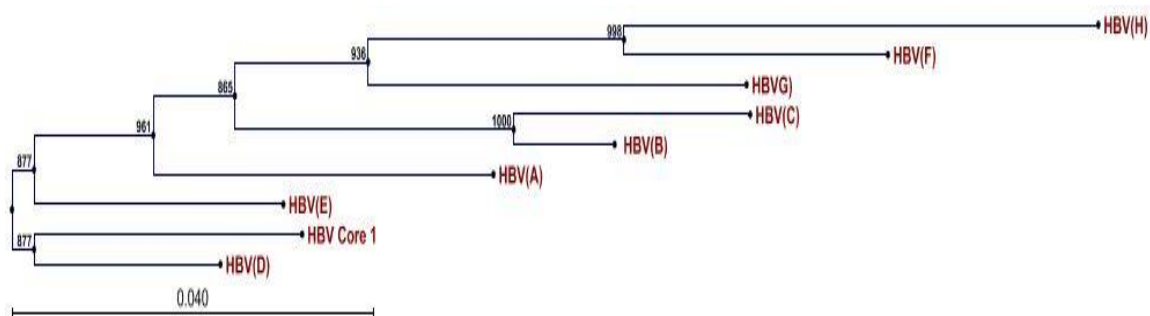 HBV(H)
998
HBV(F)
936
HBVG)
865
HBV(C)
1000
HBV(B)
961
HBV(A)
877
HBV(E)
HBV Core 1
877
HBV(D)
0.040